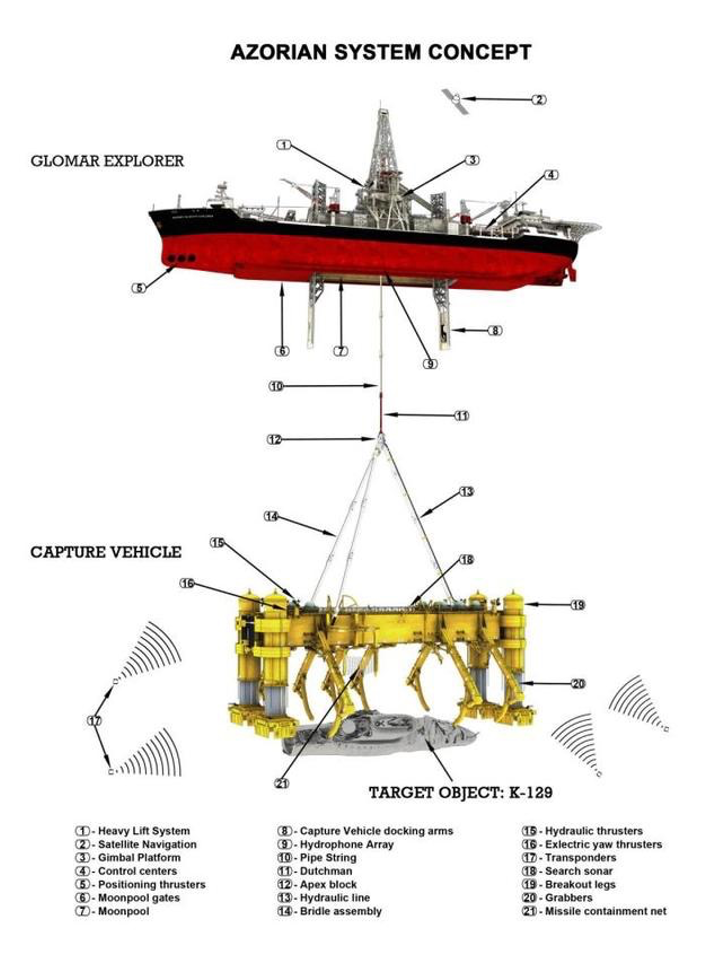 AZORIAN SYSTEM CONCEPT
2
1
GLOMAR EXPLORER
3
4
5
6
7
8
9
10
11
12
13
14
CAPTURE VEHICLE
15
18
16
19
20
17
21
TARGET OBJECT: K-129
1 - Heavy Lift System
2 - Satellite Navigation
3 - Gimbal Platform
4 - Control centers
5 - Positioning thrusters
6 - Moonpool gates
7 - Moonpool
8 - Capture Vehicle docking arms
9 - Hydrophone Array
10 - Pipe String
11 - Dutchman
12 - Apex block
13 - Hydraulic line
14 - Bridle assembly
15 - Hydraulic thrusters
16 - Exlectric yaw thrusters
17 - Transponders
18 - Search sonar
19 - Breakout legs
20 - Grabbers
21 - Missile containment net